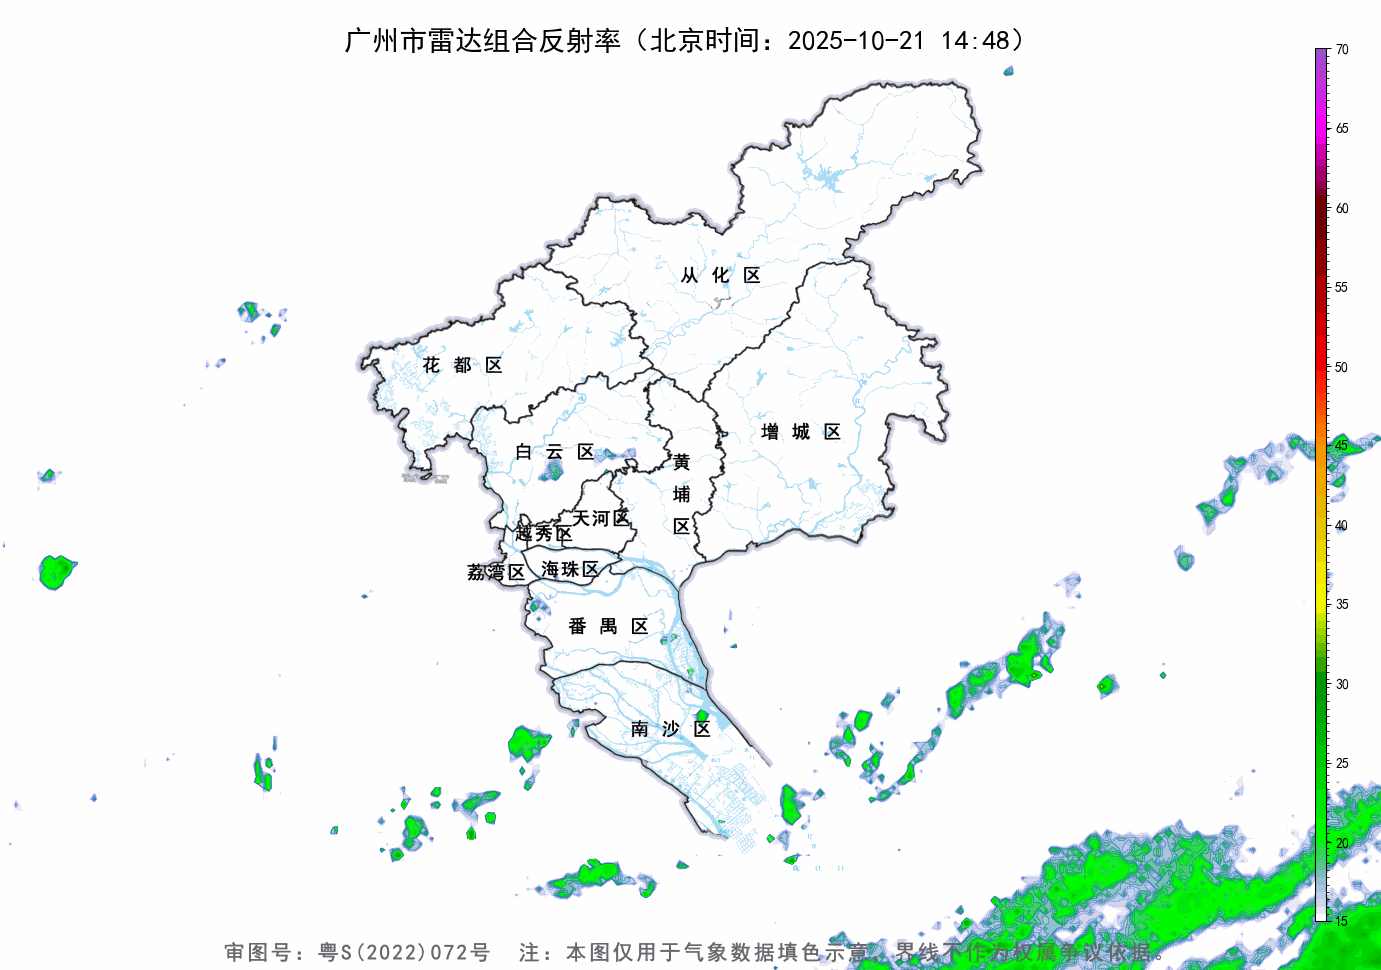 广州市雷达组合反射率（北京时间：2025-10-21 14:48）
70
65
60
55
50
45
40
35
30
25
20
15
从化区
花都区
增城区
白云区
黄埔区
天河区
越秀区
海珠区
荔湾区
番禺区
南沙区
审图号：粤S(2022)072号 注：本图仅用于气象数据填色示意，界线不作为权属争议依据。